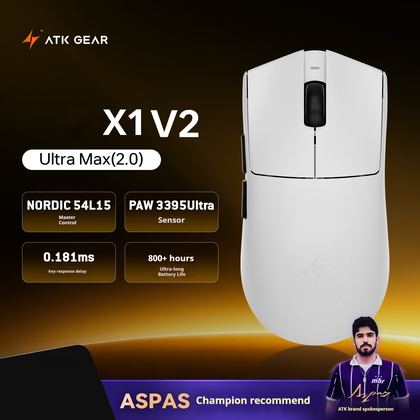 ATK GEAR
X1 V2
Ultra Max(2.0)
NORDIC 54L15
Master
Control
PAW 3395Ultra
Sensor
0.181ms
Key response delay
800+ hours
Ultra-long
Battery Life
ASPAS Champion recommend
Aspas
ATK brand spokesperson